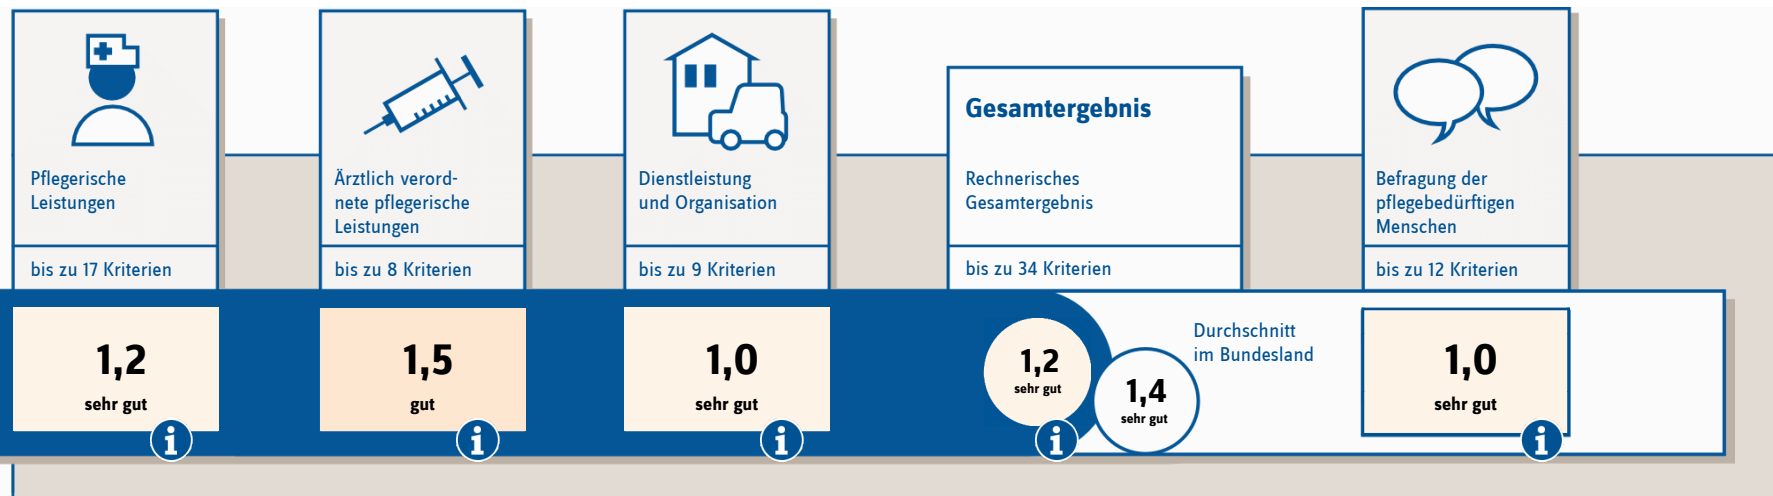 Pflegerische
Leistungen
bis zu 17 Kriterien
1,2
sehr gut
i
Ärztlich verord-
nete pflegerische
Leistungen
bis zu 8 Kriterien
1,5
gut
i
Dienstleistung
und Organisation
bis zu 9 Kriterien
1,0
sehr gut
i
Gesamtergebnis
Rechnerisches
Gesamtergebnis
bis zu 34 Kriterien
1,2
sehr gut
i
1,4
sehr gut
Durchschnitt
im Bundesland
Befragung der
pflegebedürftigen
Menschen
bis zu 12 Kriterien
1,0
sehr gut
i